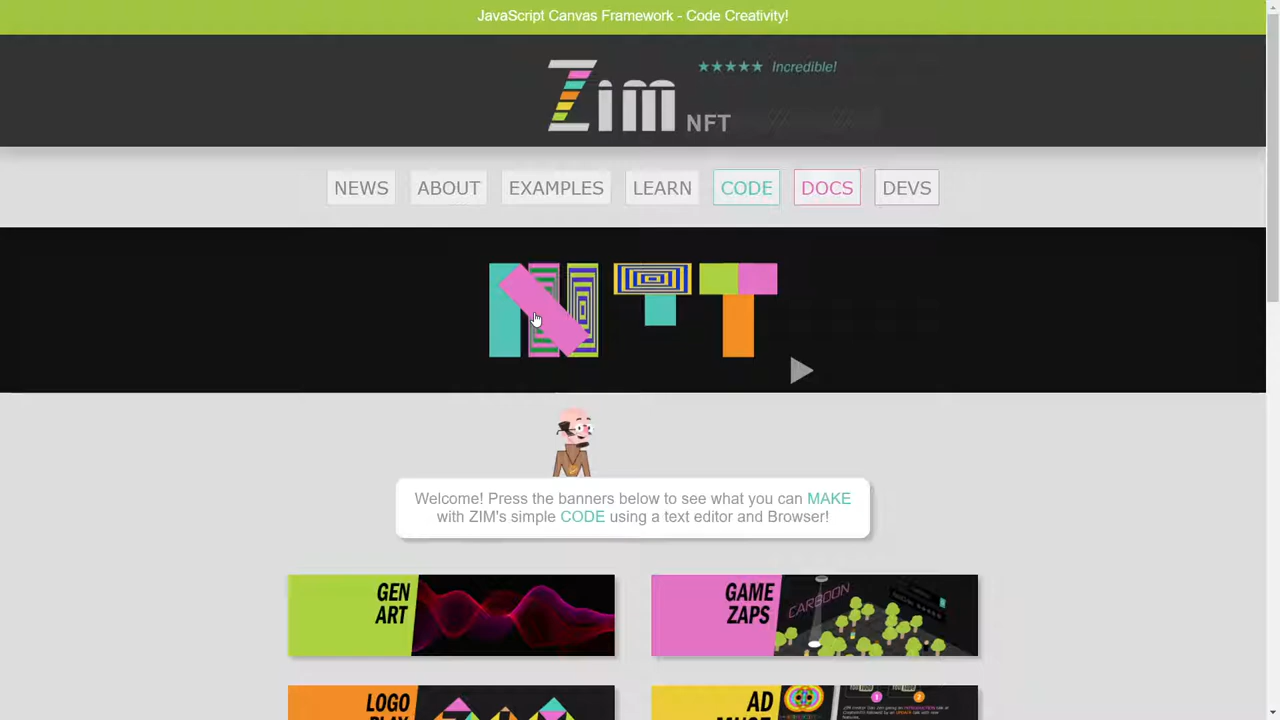 JavaScript Canvas Framework - Code Creativity!
Zim NFT
★★★★★ Incredible!
NEWS ABOUT EXAMPLES LEARN CODE DOCS DEVS
Welcome! Press the banners below to see what you can MAKE
with ZIM's simple CODE using a text editor and Browser!
GEN
ART
GAME
ZAPS
CARBOON
LOGO
AD